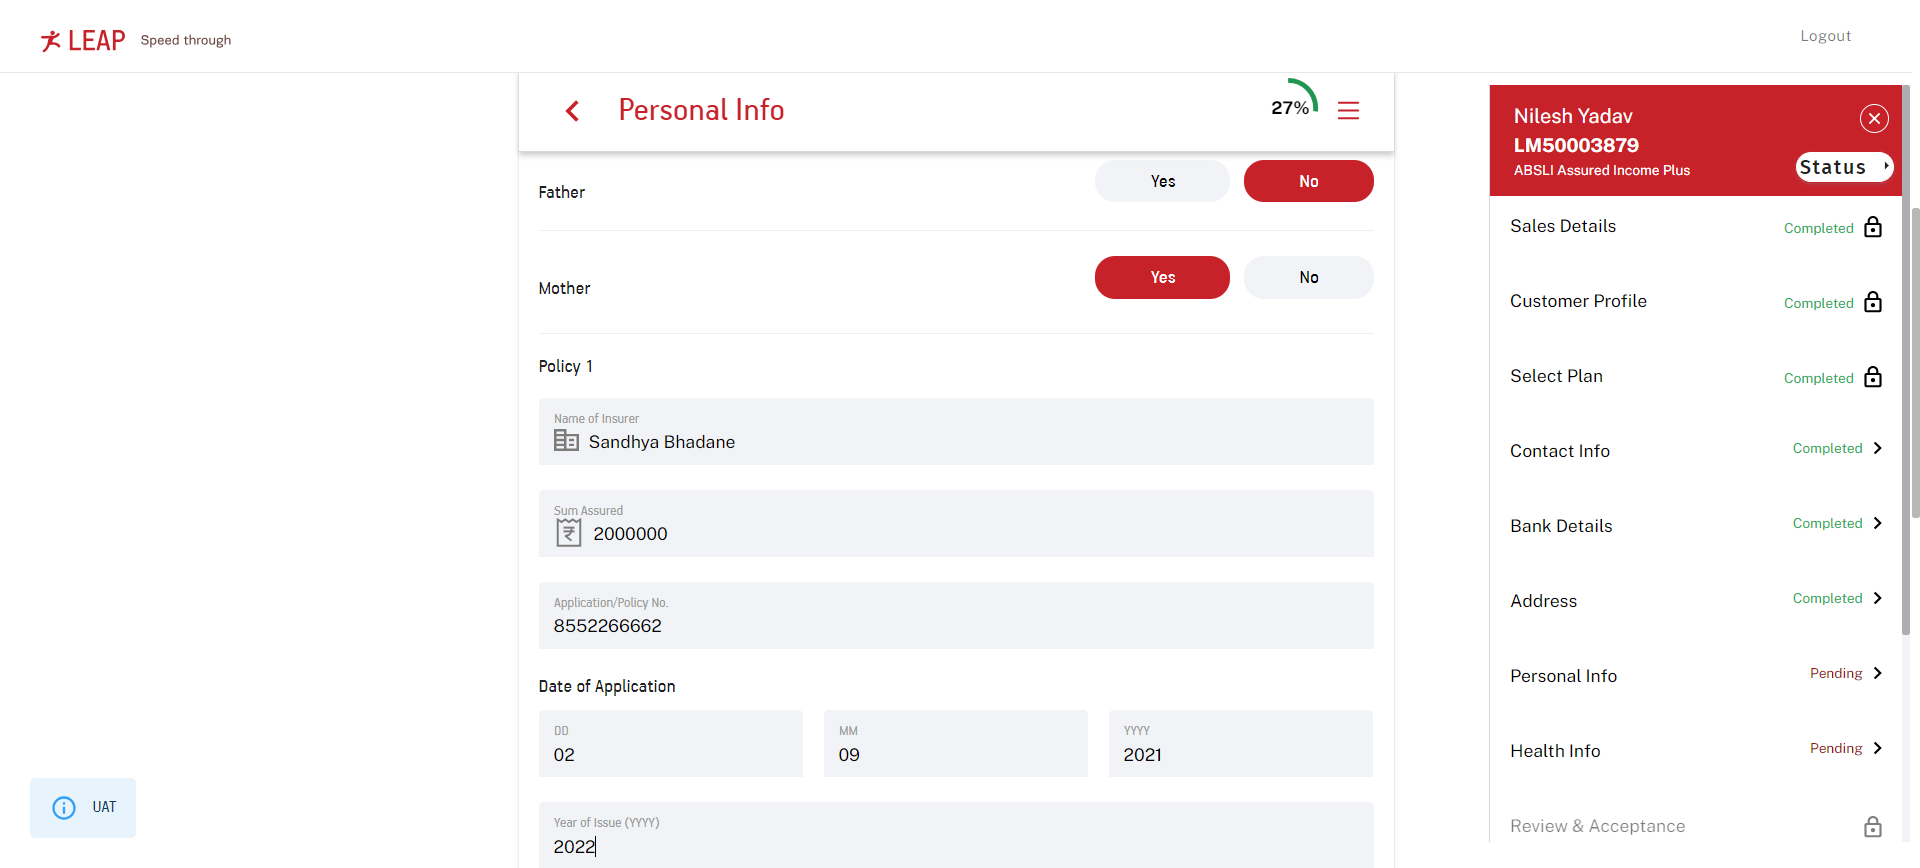 LEAP Speed through
Logout
Personal Info
27%
Father
Yes
No
Mother
Yes
No
Policy 1
Name of Insurer
Sandhya Bhadane
Sum Assured
2000000
Application/Policy No.
8552266662
Date of Application
DD
02
MM
09
YYYY
2021
Year of Issue (YYYY)
2022
UAT
Nilesh Yadav
LM50003879
ABSLI Assured Income Plus
Status
Sales Details Completed
Customer Profile Completed
Select Plan Completed
Contact Info Completed
Bank Details Completed
Address Completed
Personal Info Pending
Health Info Pending
Review & Acceptance